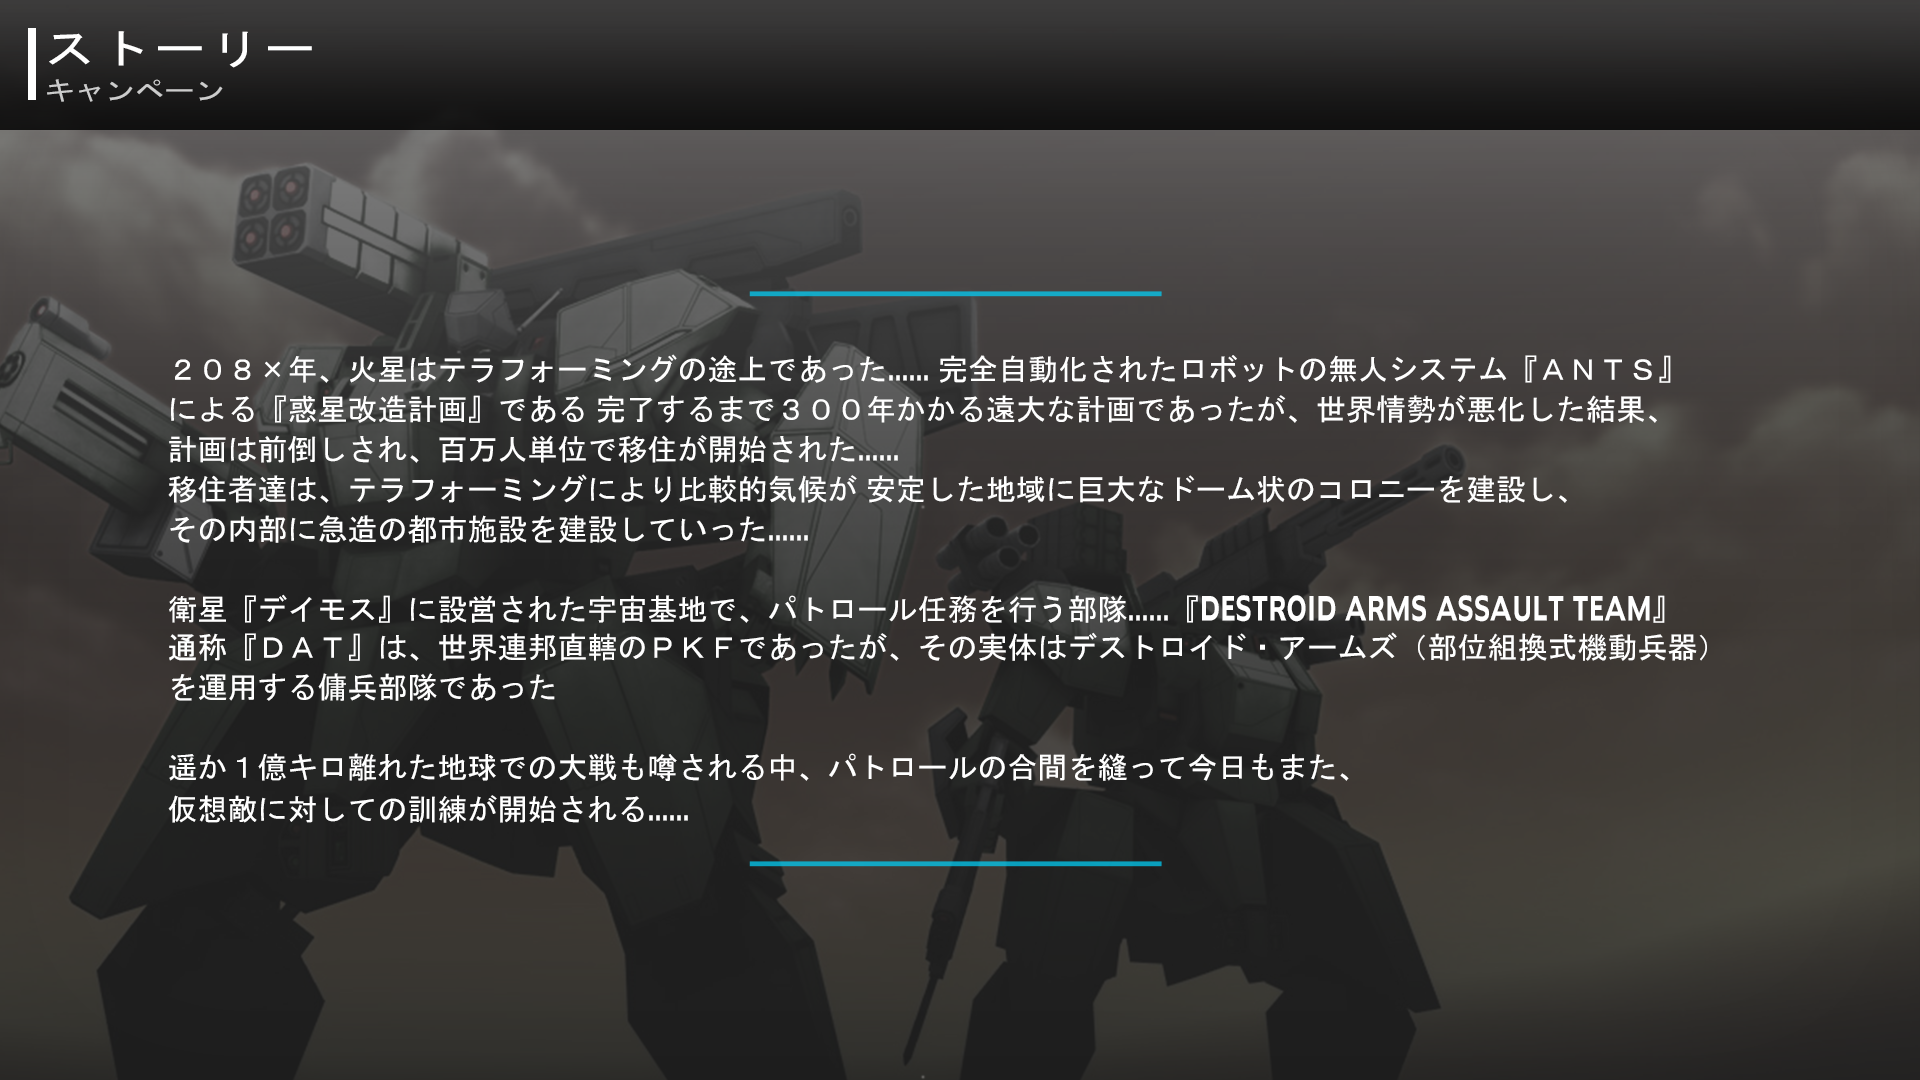 ストーリー
キャンペーン
２０８×年、火星はテラフォーミングの途上であった...... 完全自動化されたロボットの無人システム『ＡＮＴＳ』
による『惑星改造計画』である 完了するまで３００年かかる遠大な計画であったが、世界情勢が悪化した結果、
計画は前倒しされ、百万人単位で移住が開始された......
移住者達は、テラフォーミングにより比較的気候が 安定した地域に巨大なドーム状のコロニーを建設し、
その内部に急造の都市施設を建設していった......
衛星『デイモス』に設営された宇宙基地で、パトロール任務を行う部隊......『DESTROID ARMS ASSAULT TEAM』
通称『ＤＡＴ』は、世界連邦直轄のＰＫＦであったが、その実体はデストロイド・アームズ（部位組換式機動兵器）
を運用する傭兵部隊であった
遥か１億キロ離れた地球での大戦も噂される中、パトロールの合間を縫って今日もまた、
仮想敵に対しての訓練が開始される......